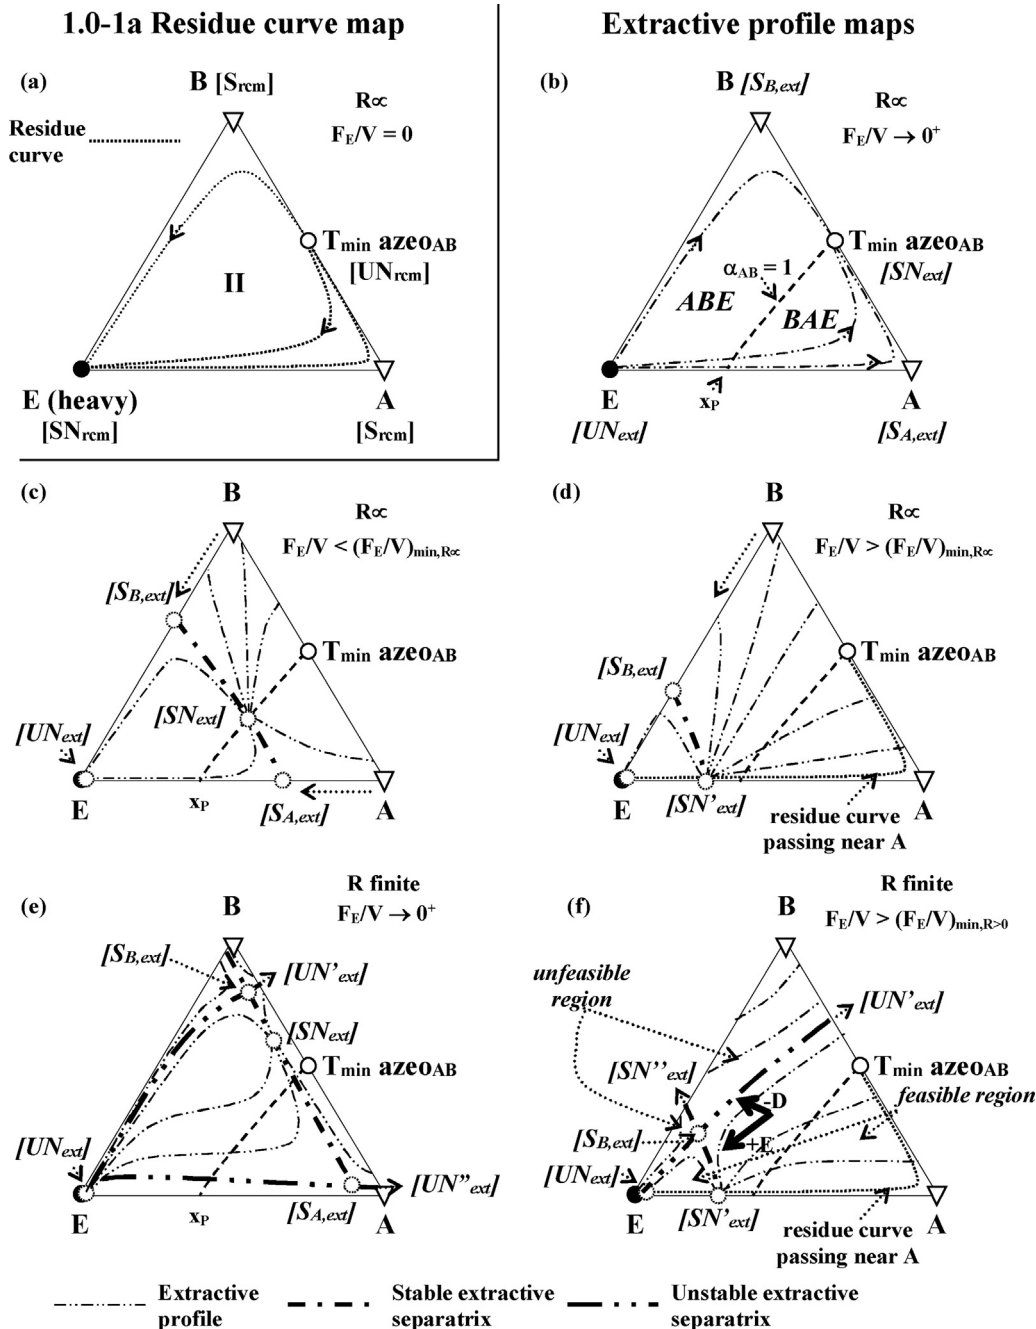 1.0-1a Residue curve map
Extractive profile maps
(a)
B [Srcm]
R∝
FE/V = 0
Residue
curve
II
Tmin azeoAB
[UNrcm]
E (heavy)
[SNrcm]
A
[Srcm]
(b)
B [SB,ext]
R∝
FE/V → 0+
Tmin azeoAB
[SNext]
αAB = 1
ABE
BAE
E
xP
A
[UNext]
[SA,ext]
(c)
B
R∝
FE/V < (FE/V)min,R∝
[SB,ext]
Tmin azeoAB
[SNext]
[UNext]
E
xP
[SA,ext]
A
(d)
B
R∝
FE/V > (FE/V)min,R∝
Tmin azeoAB
[SB,ext]
[UNext]
E
[SN'ext]
A
residue curve
passing near A
(e)
R finite
B
FE/V → 0+
[SB,ext]
[UN'ext]
[SNext]
Tmin azeoAB
[UNext]
E
xP
[SA,ext]
A
[UN"ext]
(f)
R finite
B
FE/V > (FE/V)min,R>0
unfeasible
region
[UN'ext]
[SN''ext]
Tmin azeoAB
feasible region
-D
+E
[SB,ext]
[UNext]
E
[SN'ext]
A
residue curve
passing near A
Extractive
profile
Stable extractive
separatrix
Unstable extractive
separatrix